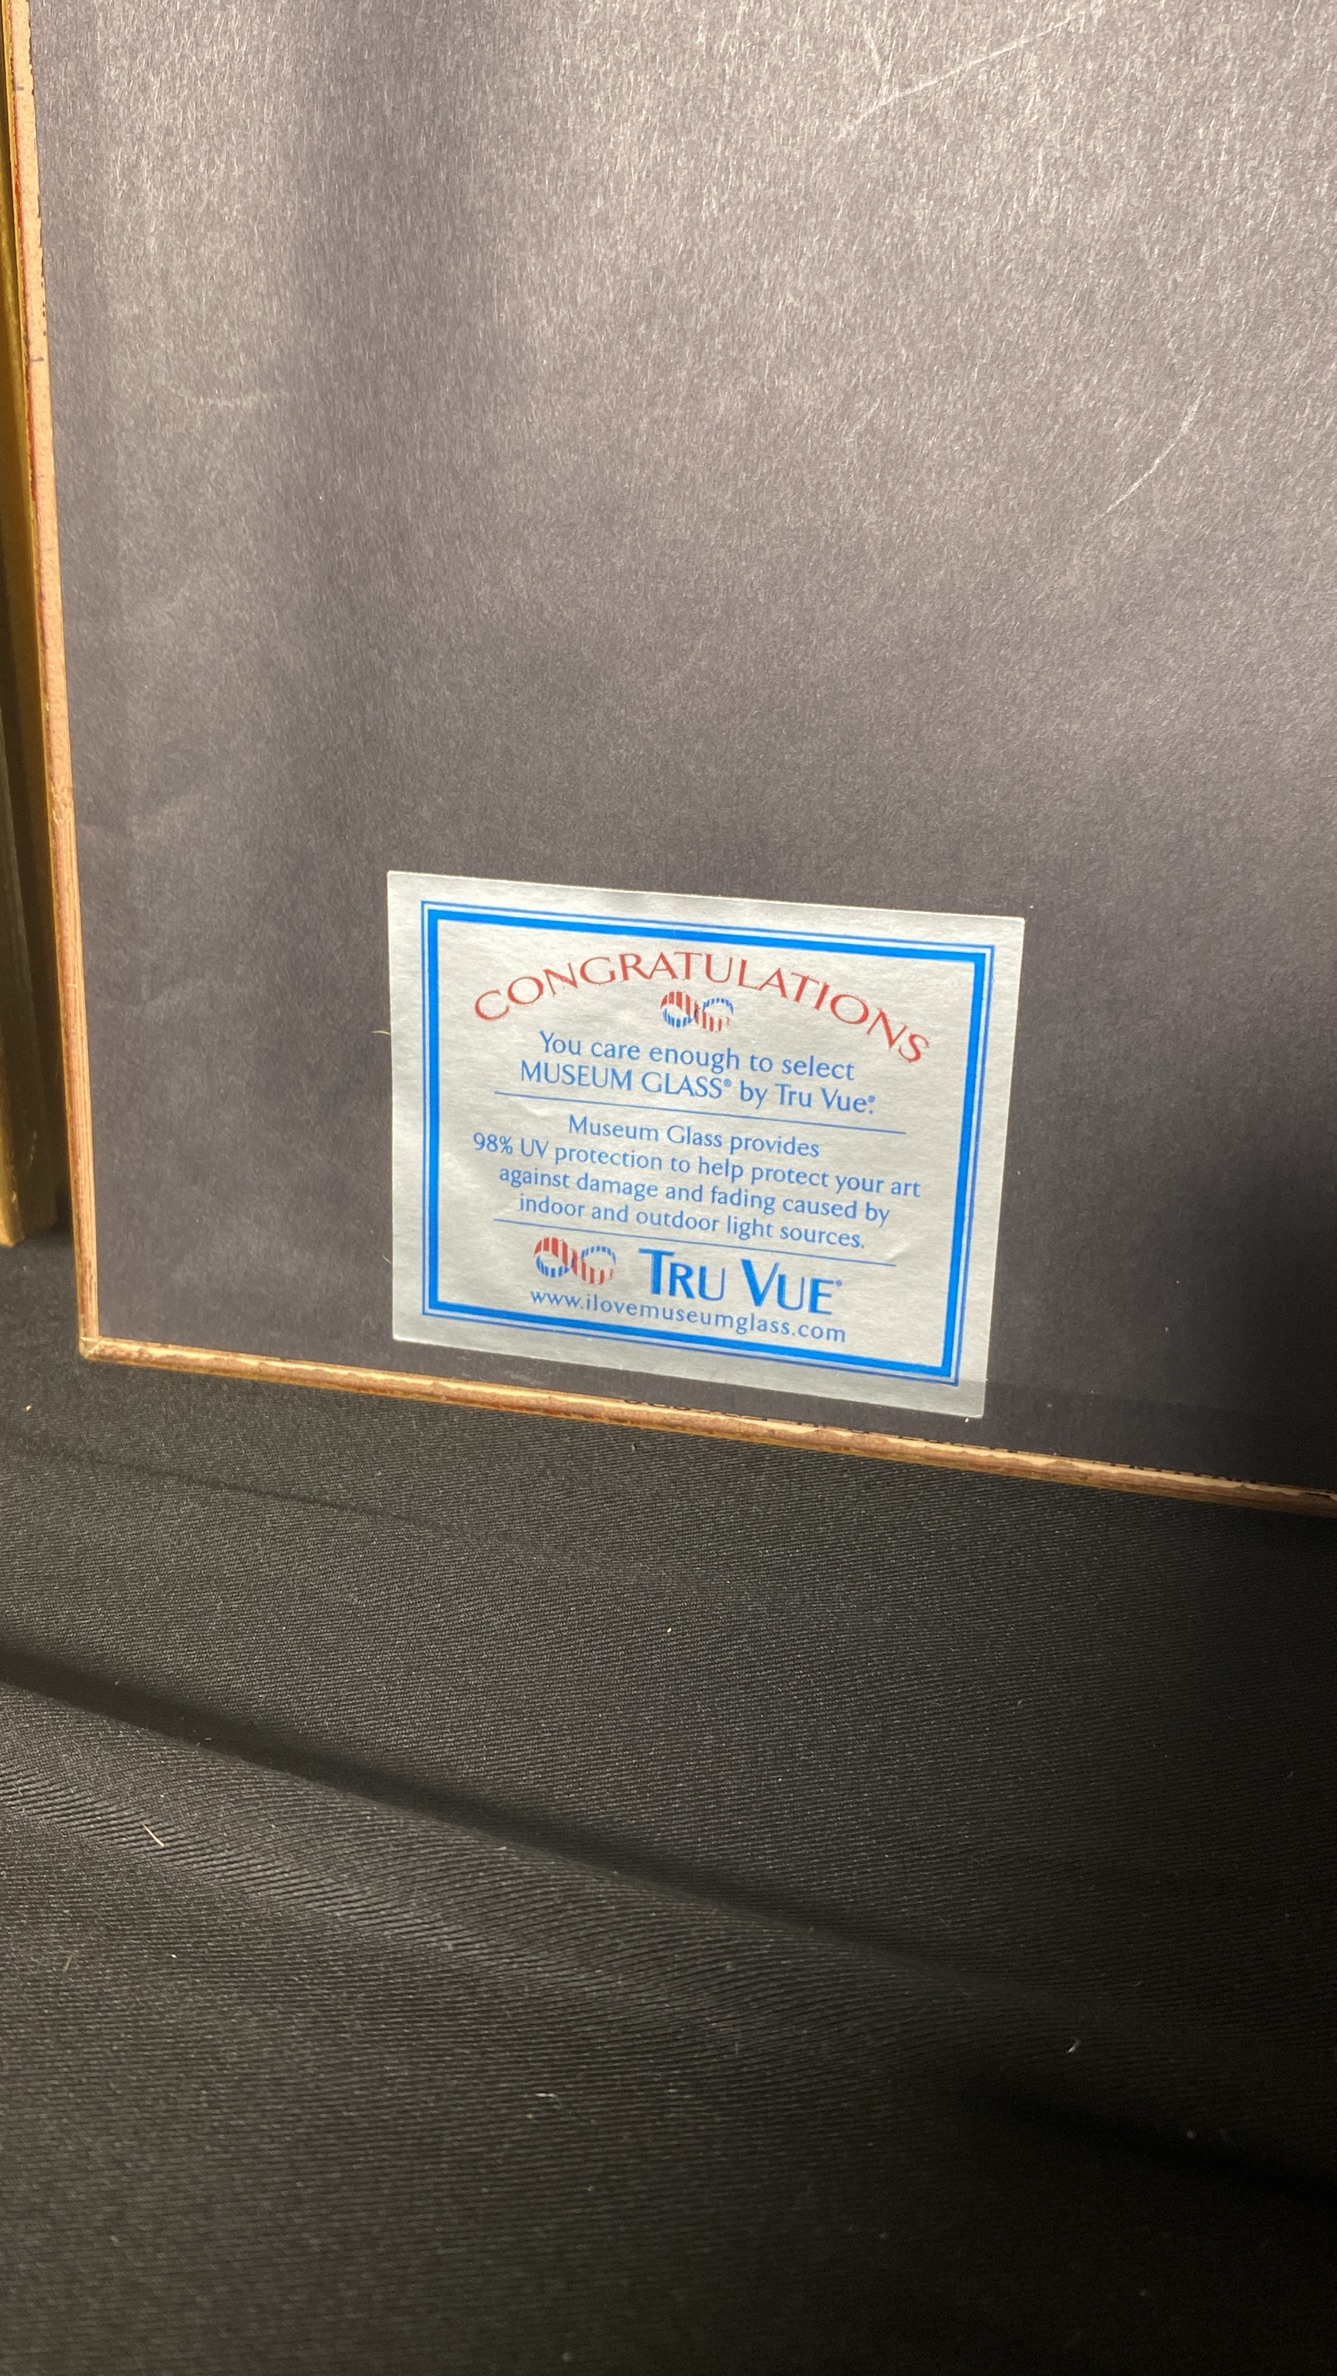 CONGRATULATIONS
You care enough to select
MUSEUM GLASS® by Tru Vue®.
Museum Glass provides
98% UV protection to help protect your art
against damage and fading caused by
indoor and outdoor light sources.
TRU VUE®
www.ilovemuseumglass.com